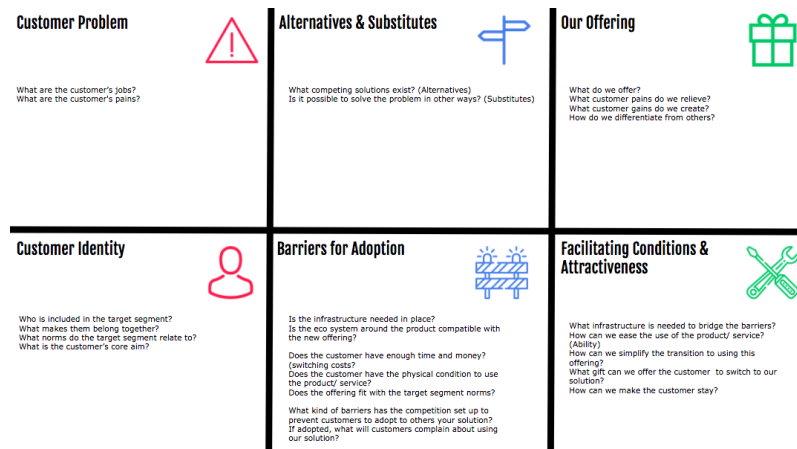 Customer Problem
What are the customer's jobs?
What are the customer's pains?
Alternatives & Substitutes
What competing solutions exist? (Alternatives)
Is it possible to solve the problem in other ways? (Substitutes)
Our Offering
What do we offer?
What customer pains do we relieve?
What customer gains do we create?
How do we differentiate from others?
Customer Identity
Who is included in the target segment?
What makes them belong together?
What norms do the target segment relate to?
What is the customer's core aim?
Barriers for Adoption
Is the infrastructure needed in place?
Is the eco system around the product compatible with
the new offering?
Does the customer have enough time and money?
(switching costs?
Does the customer have the physical condition to use
the product/ service?
Does the offering fit with the target segment norms?
What kind of barriers has the competition set up to
prevent customers to adopt to others your solution?
If adopted, what will customers complain about using
our solution?
Facilitating Conditions &
Attractiveness
What infrastructure is needed to bridge the barriers?
How can we ease the use of the product/ service?
(Ability)
How can we simplify the transition to using this
offering?
What gift can we offer the customer  to switch to our
solution?
How can we make the customer stay?